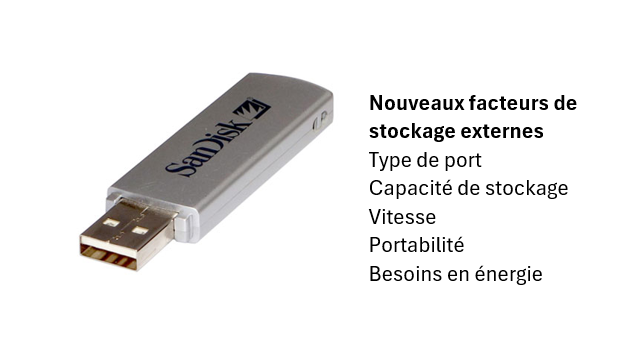 SanDisk
Nouveaux facteurs de
stockage externes
Type de port
Capacité de stockage
Vitesse
Portabilité
Besoins en énergie